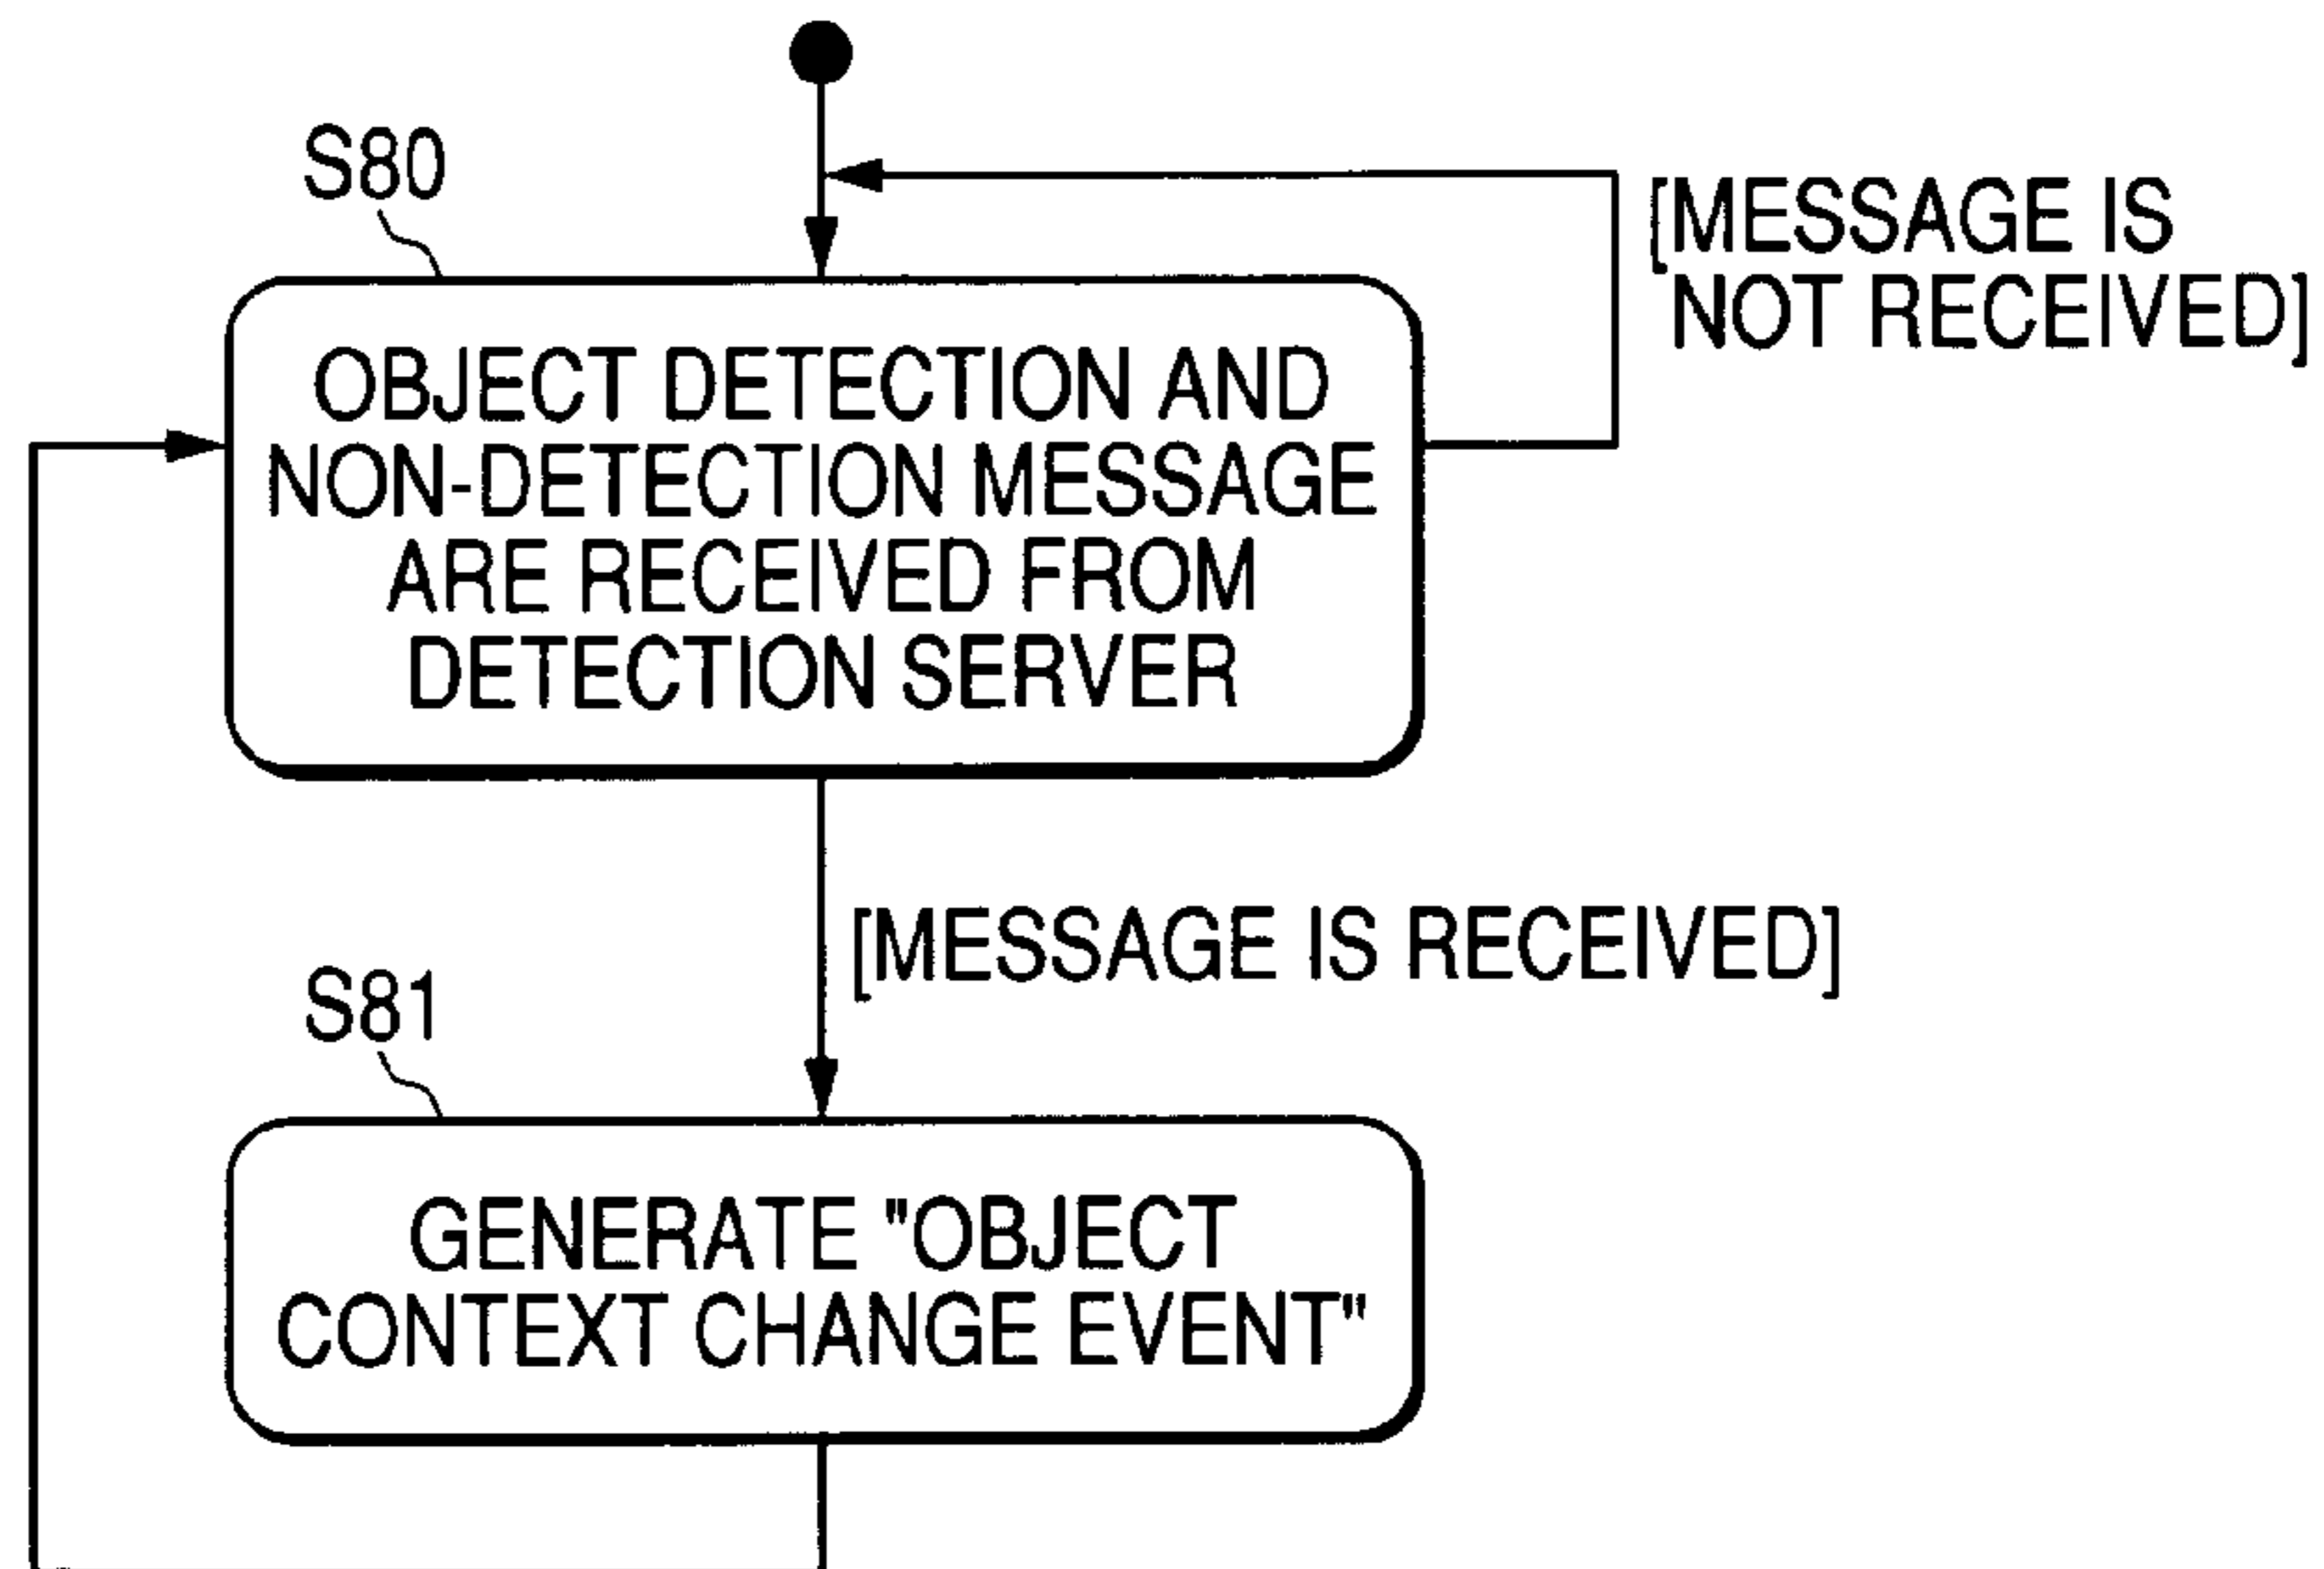 S80
[MESSAGE IS
NOT RECEIVED]
OBJECT DETECTION AND
NON-DETECTION MESSAGE
ARE RECEIVED FROM
DETECTION SERVER
[MESSAGE IS RECEIVED]
S81
GENERATE "OBJECT
CONTEXT CHANGE EVENT"